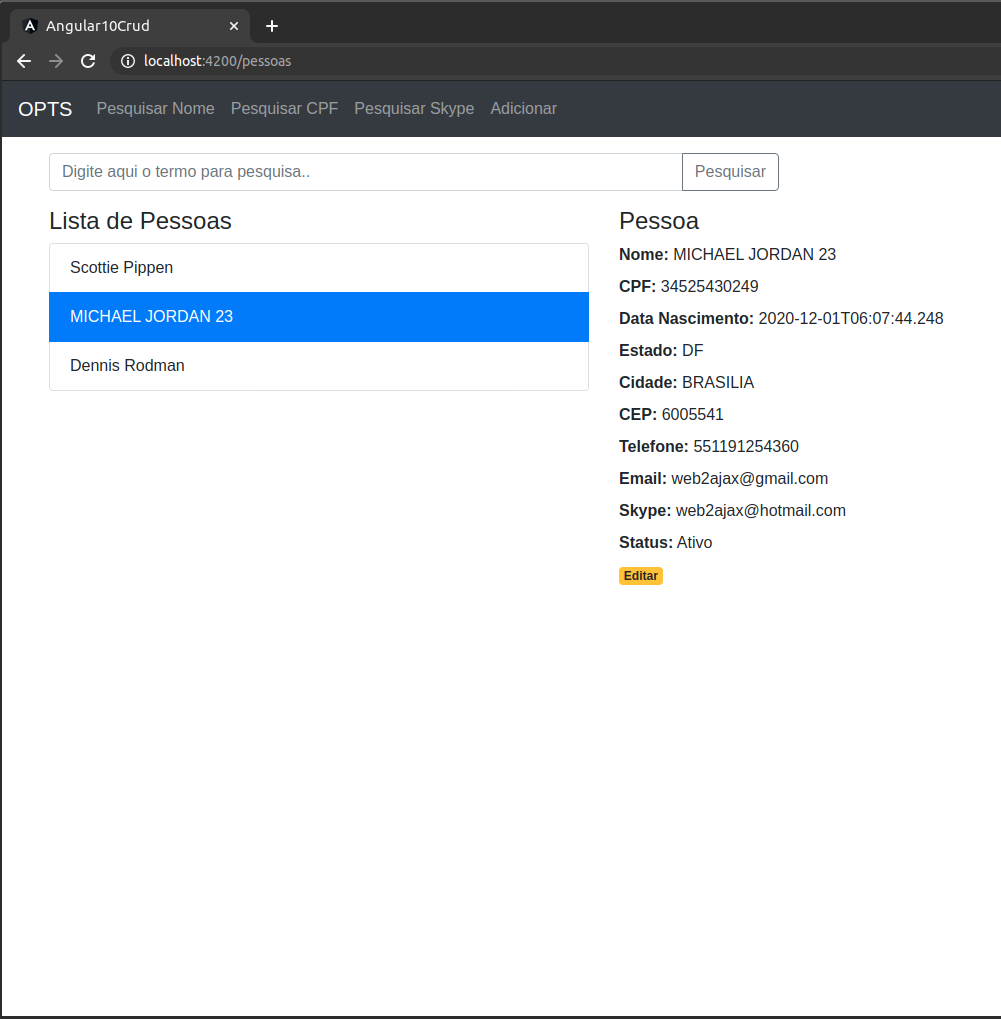 Angular10Crud
localhost:4200/pessoas
OPTS Pesquisar Nome Pesquisar CPF Pesquisar Skype Adicionar
Digite aqui o termo para pesquisa.. Pesquisar
Lista de Pessoas
Scottie Pippen
MICHAEL JORDAN 23
Dennis Rodman
Pessoa
Nome: MICHAEL JORDAN 23
CPF: 34525430249
Data Nascimento: 2020-12-01T06:07:44.248
Estado: DF
Cidade: BRASILIA
CEP: 6005541
Telefone: 551191254360
Email: web2ajax@gmail.com
Skype: web2ajax@hotmail.com
Status: Ativo
Editar